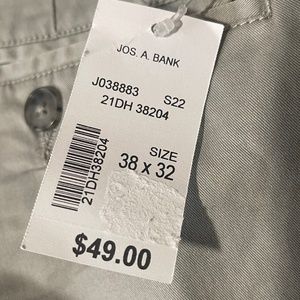 JOS. A. BANK
J038883 S22
21DH 38204
21DH38204
SIZE
38 x 32
$49.00